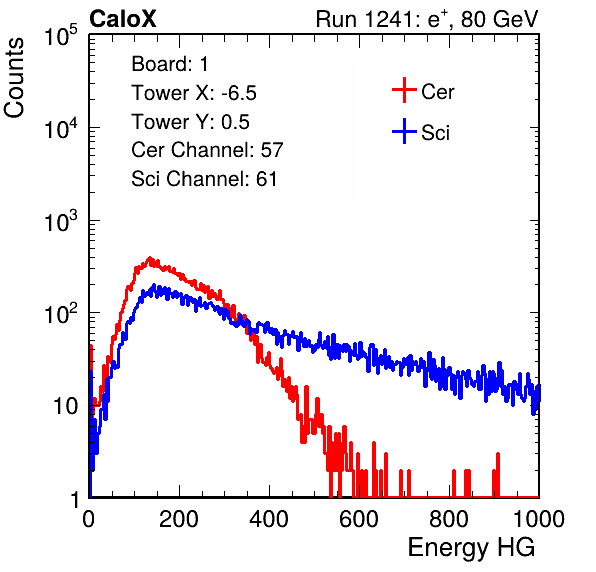 CaloX Run 1241: e⁺, 80 GeV
Counts
Board: 1
Tower X: -6.5
Tower Y: 0.5
Cer Channel: 57
Sci Channel: 61
Cer
Sci
10⁵
10⁴
10³
10²
10
1
0 200 400 600 800 1000
Energy HG